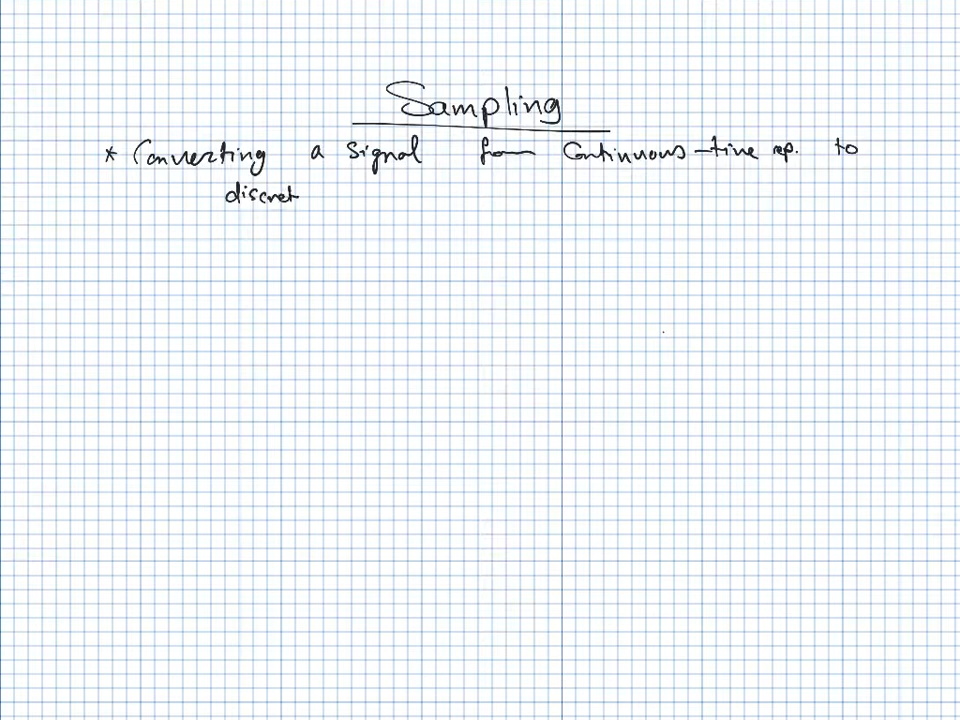 Sampling
* Converting a signal from Continuous-time rep. to
discret